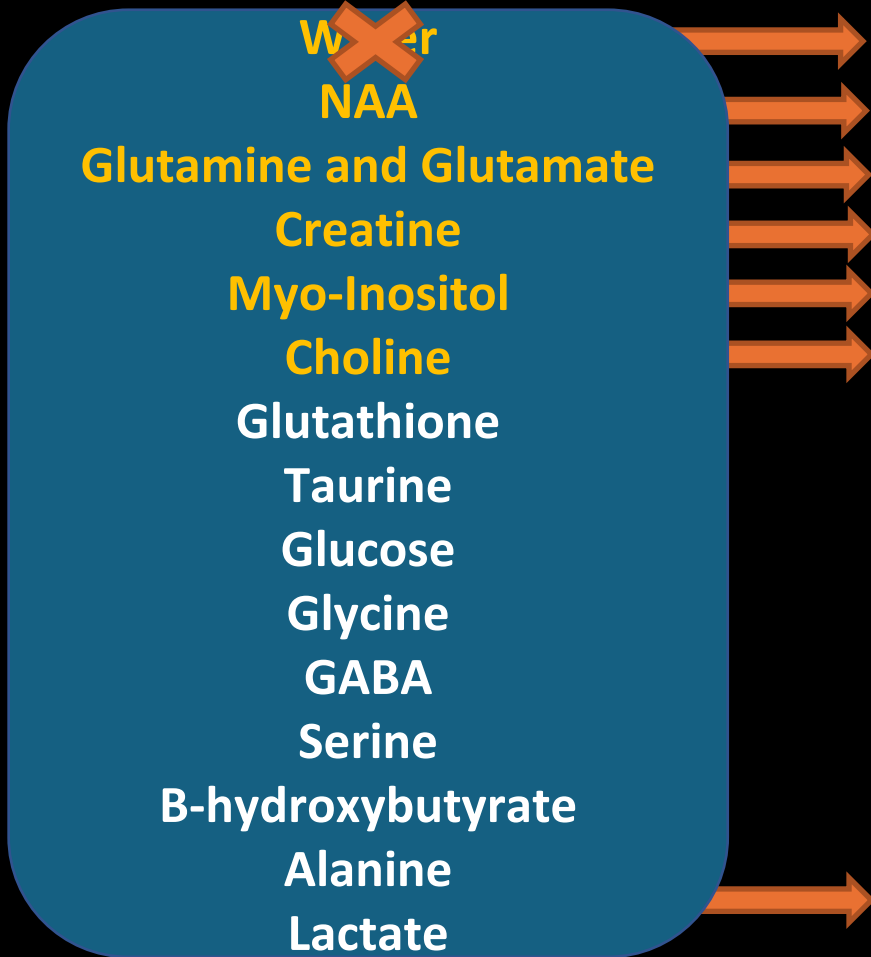 NAA
Glutamine and Glutamate
Creatine
Myo-Inositol
Choline
Glutathione
Taurine
Glucose
Glycine
GABA
Serine
B-hydroxybutyrate
Alanine
Lactate